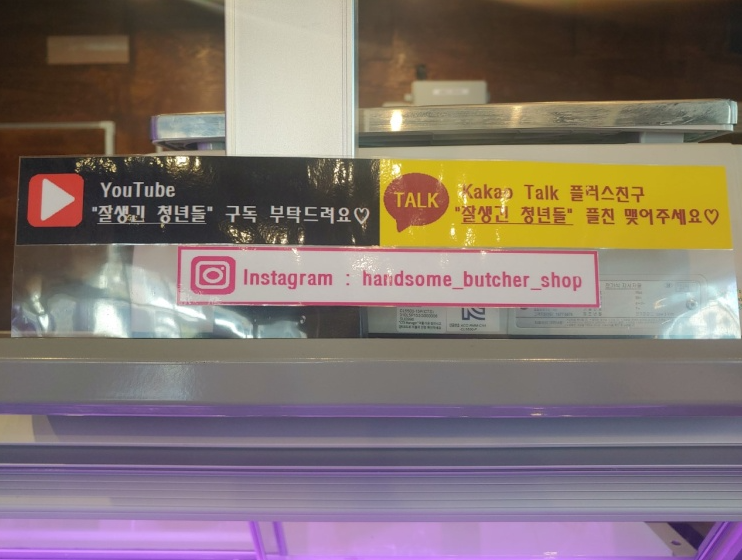 YouTube
"잘생긴 청년들" 구독 부탁드려요♡
TALK
Kakao Talk 플러스친구
"잘생긴 청년들" 플친 맺어주세요♡
Instagram : handsome_butcher_shop